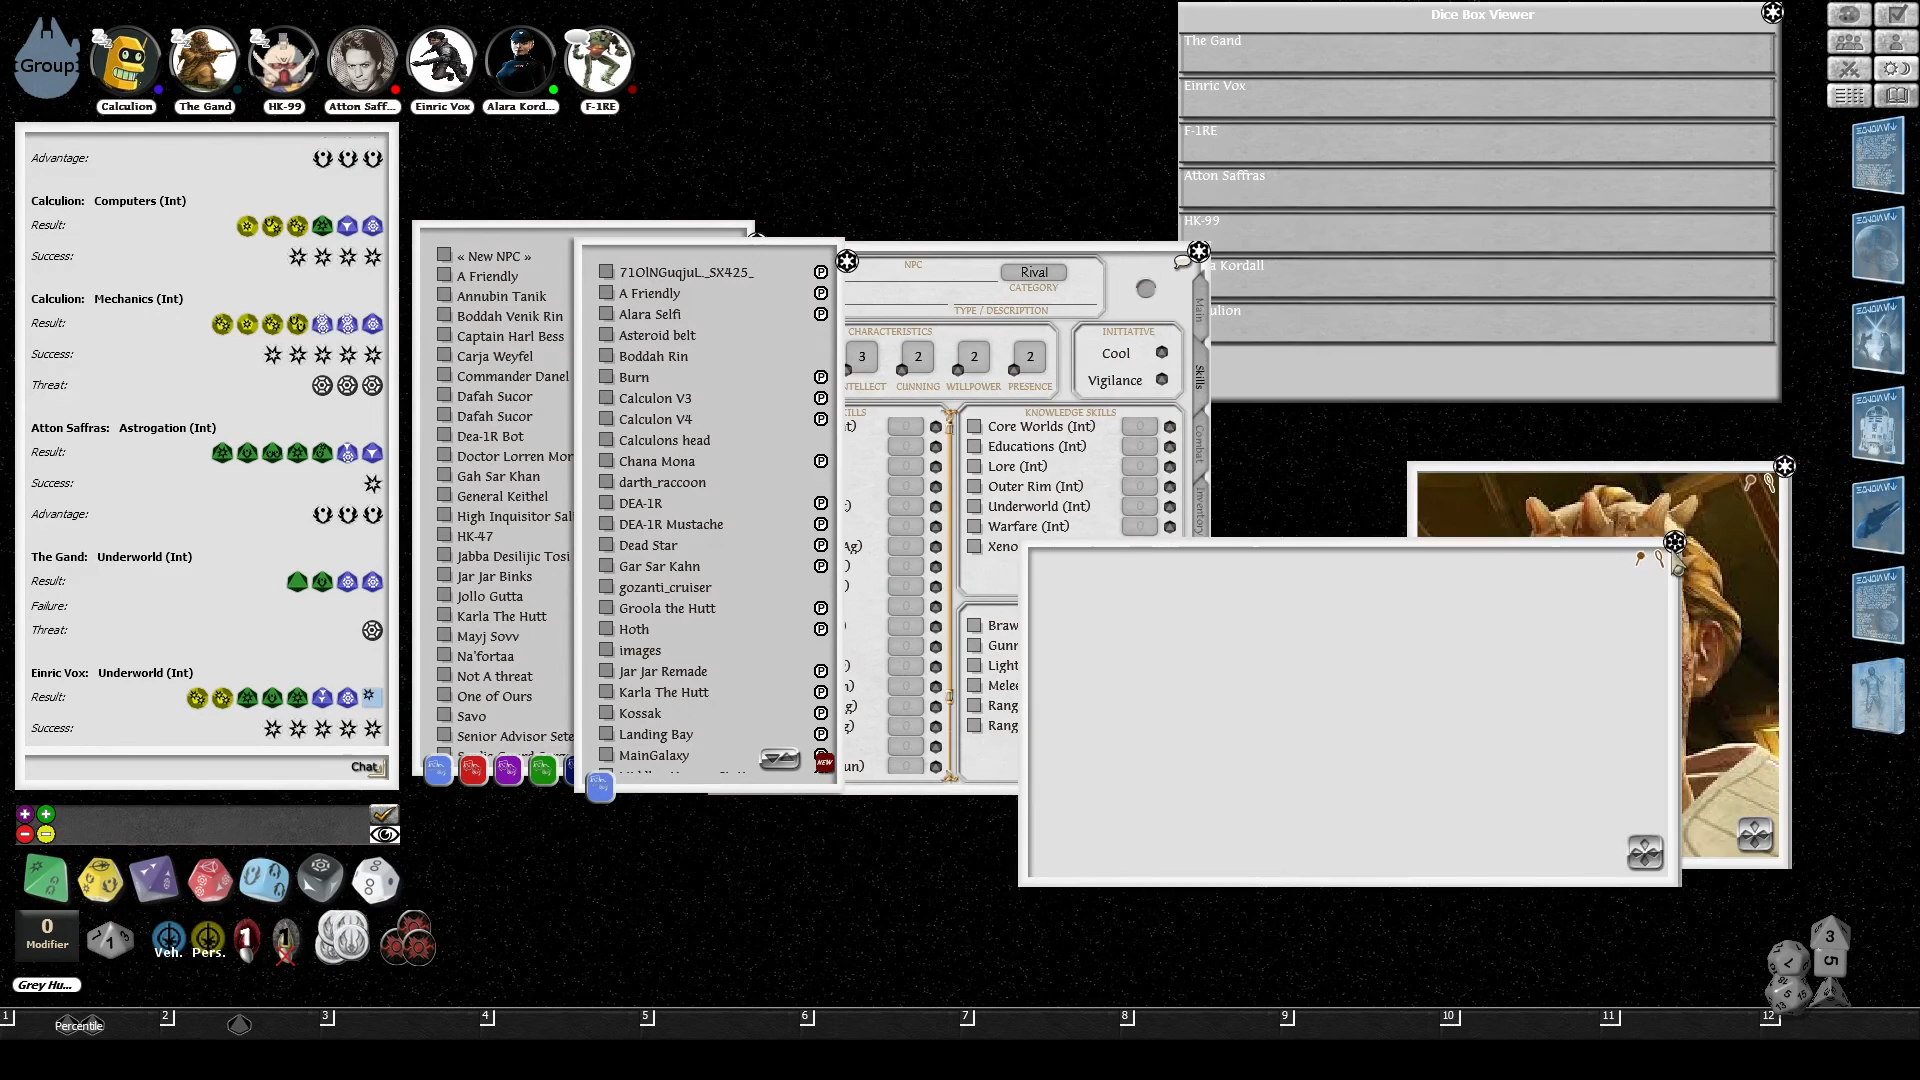 Group
Calculion
The Gand
HK-99
Atton Saff...
Einric Vox
Alara Kord...
F-1RE
Advantage:
Calculion: Computers (Int)
Result:
Success:
Calculion: Mechanics (Int)
Result:
Success:
Threat:
Atton Saffras: Astrogation (Int)
Result:
Success:
Advantage:
The Gand: Underworld (Int)
Result:
Failure:
Threat:
Einric Vox: Underworld (Int)
Result:
Success:
Chat
0
Modifier
Veh.
Pers.
1
1
Grey Hu...
« New NPC »
A Friendly
Annubin Tanik
Boddah Venik Rin
Captain Harl Bess
Carja Weyfel
Commander Danel
Dafah Sucor
Dafah Sucor
Dea-1R Bot
Doctor Lorren Mor
Gah Sar Khan
General Keithel
High Inquisitor Sal
HK-47
Jabba Desilijic Tosi
Jar Jar Binks
Jollo Gutta
Karla The Hutt
Mayj Sovv
Na'fortaa
Not A threat
One of Ours
Savo
Senior Advisor Sete
71OlNGuqjuL._SX425_
A Friendly
Alara Selfi
Asteroid belt
Boddah Rin
Burn
Calculon V3
Calculon V4
Calculons head
Chana Mona
darth_raccoon
DEA-1R
DEA-1R Mustache
Dead Star
Gar Sar Kahn
gozanti_cruiser
Groola the Hutt
Hoth
images
Jar Jar Remade
Karla The Hutt
Kossak
Landing Bay
MainGalaxy
NEW
NPC
Rival
CATEGORY
TYPE / DESCRIPTION
CHARACTERISTICS
3
2
2
2
NTELLECT
CUNNING
WILLPOWER
PRESENCE
INITIATIVE
Cool
Vigilance
Main
Skills
Combat
Inventory
KNOWLEDGE SKILLS
Core Worlds (Int)
Educations (Int)
Lore (Int)
Outer Rim (Int)
Underworld (Int)
Warfare (Int)
Xeno
Braw
Gunn
Light
Melee
Rang
Rang
Dice Box Viewer
The Gand
Einric Vox
F-1RE
Atton Saffras
HK-99
a Kordall
ulion
1
Percentile
2
3
4
5
6
7
8
9
10
11
12